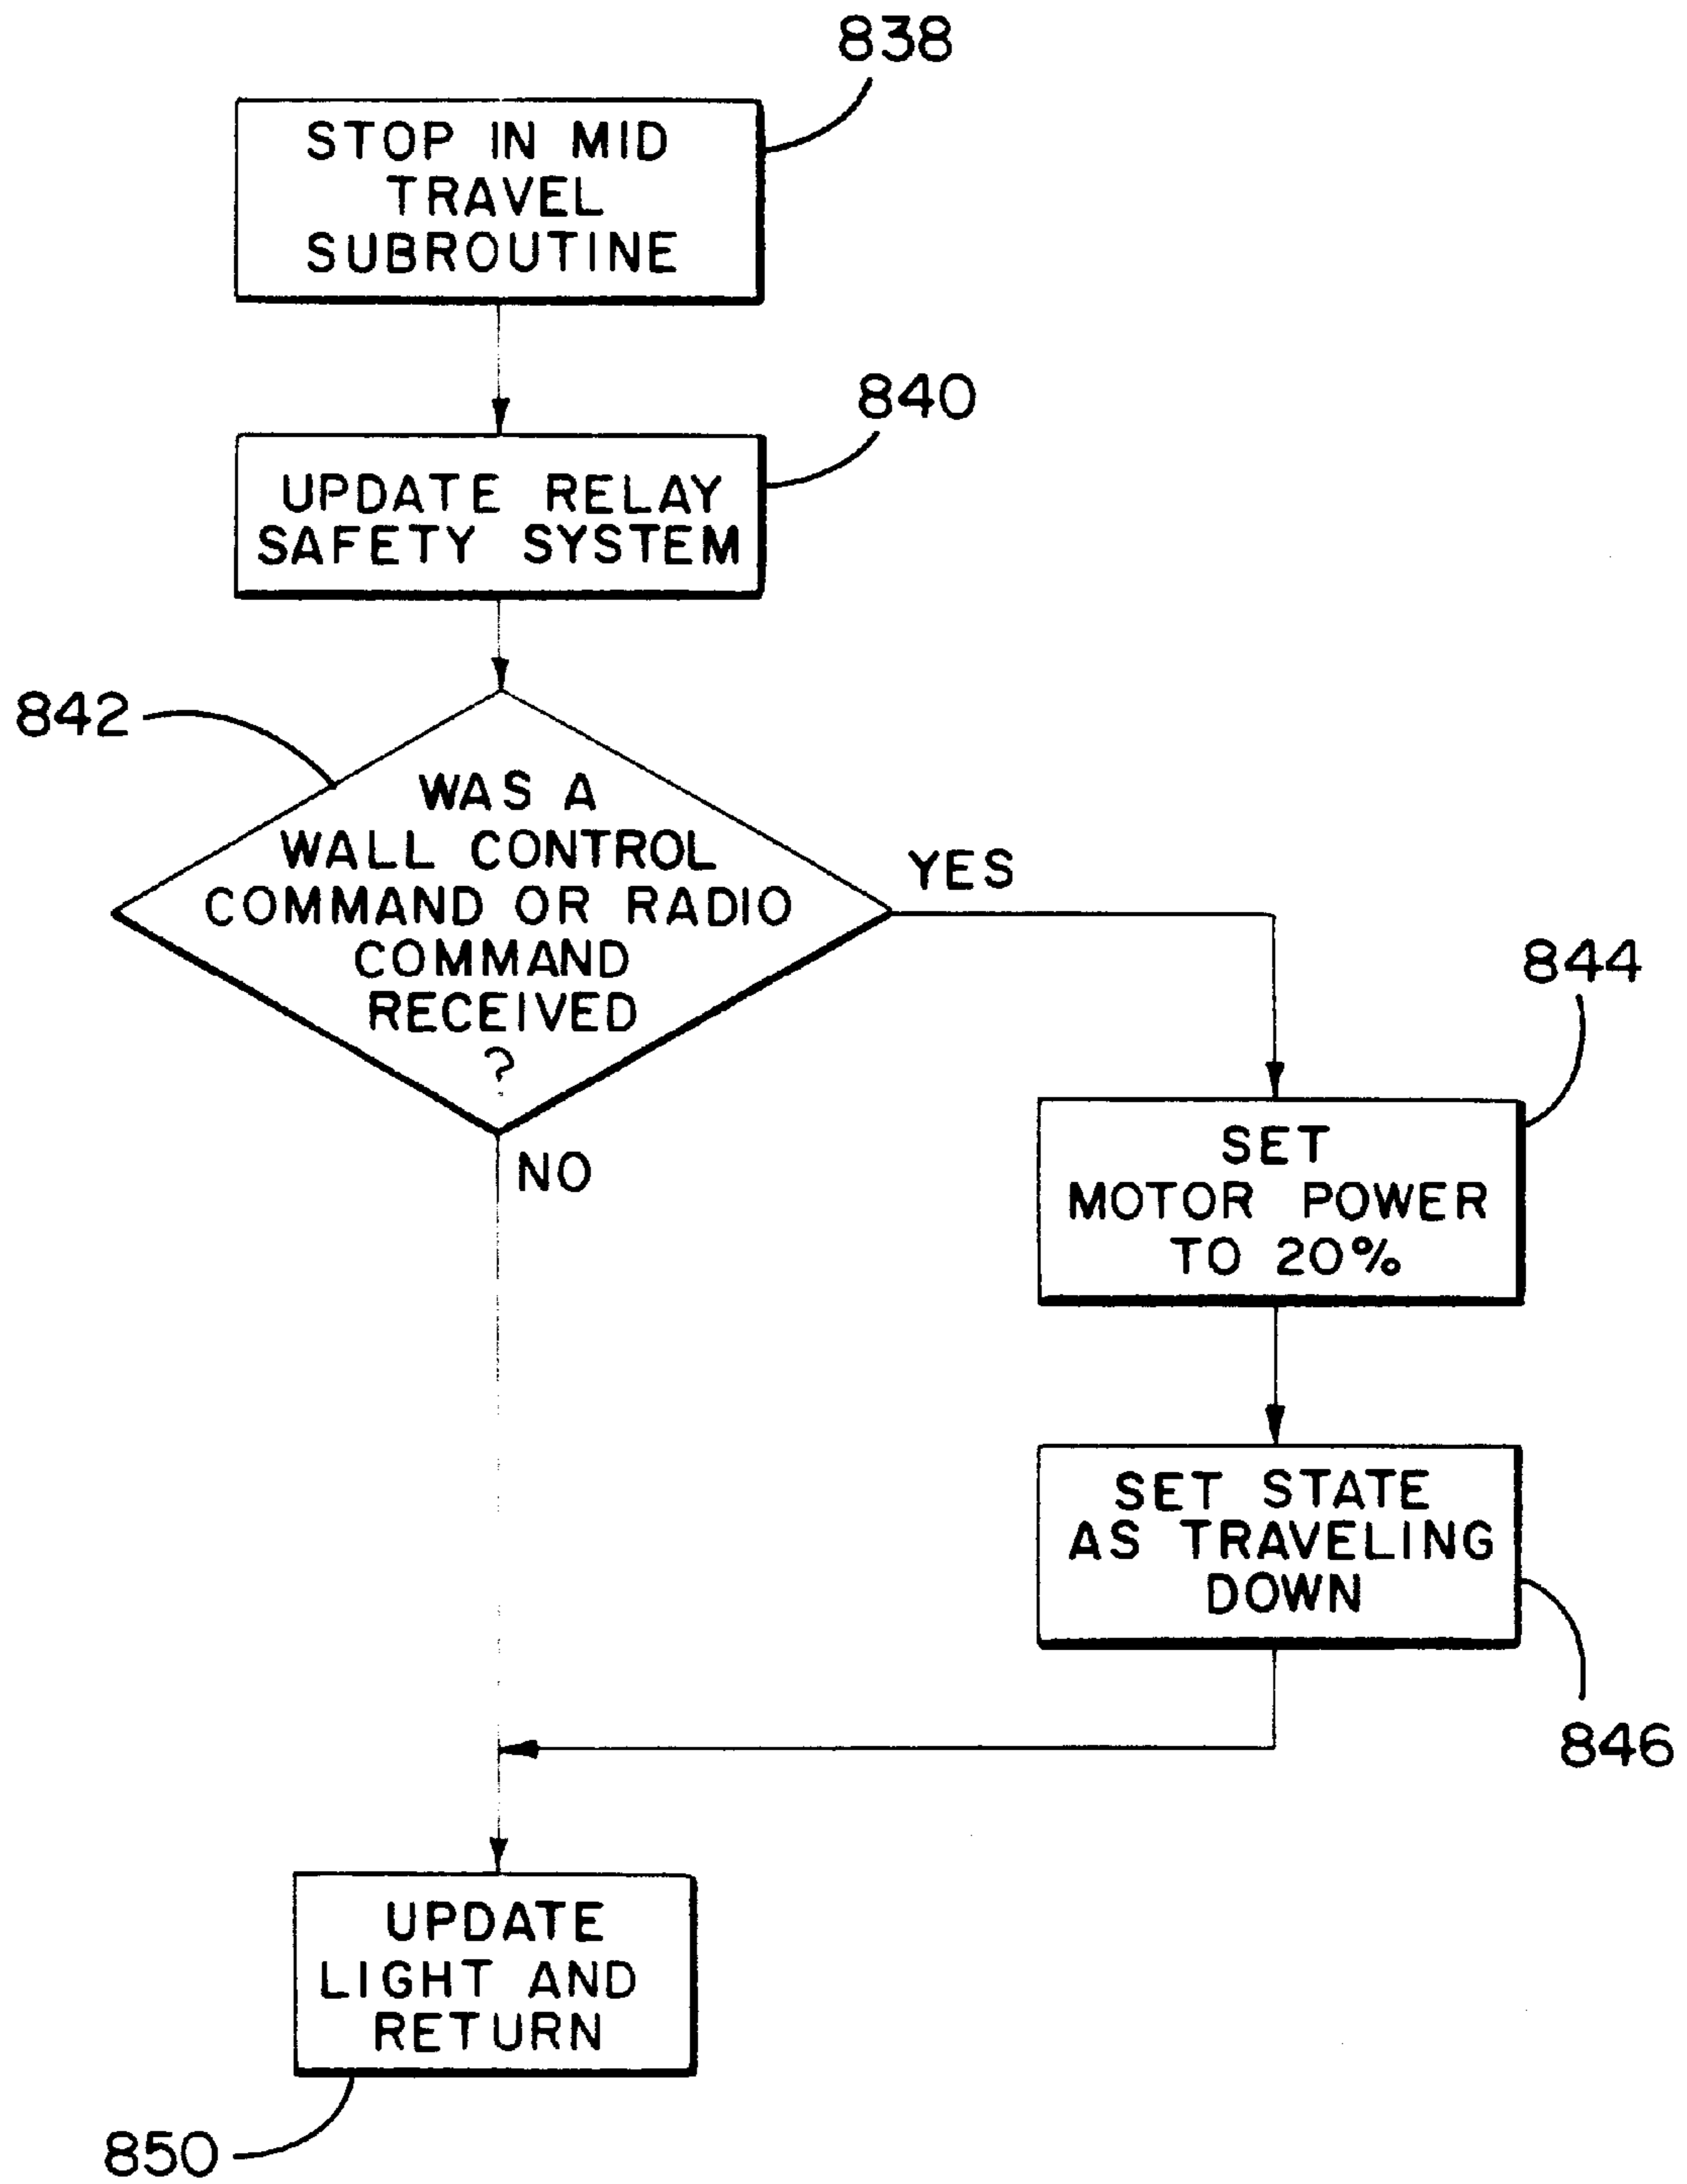 838
STOP IN MID
TRAVEL
SUBROUTINE
840
UPDATE RELAY
SAFETY SYSTEM
842
WAS A
WALL CONTROL
COMMAND OR RADIO
COMMAND
RECEIVED
?
YES
NO
844
SET
MOTOR POWER
TO 20%
SET STATE
AS TRAVELING
DOWN
846
UPDATE
LIGHT AND
RETURN
850